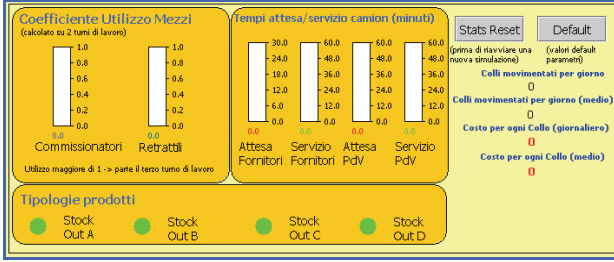 Coefficiente Utilizzo Mezzi
(calcolato su 2 turni di lavoro)
1.0
0.8
0.6
0.4
0.2
0.0
0.0
Commissionatori
1.0
0.8
0.6
0.4
0.2
0.0
0.0
Retrattili
Utilizzo maggiore di 1 -> parte il terzo turno di lavoro
Tempi attesa/servizio camion (minuti)
30.0
24.0
18.0
12.0
6.0
0.0
0.0
Attesa
Fornitori
60.0
48.0
36.0
24.0
12.0
0.0
0.0
Servizio
Fornitori
60.0
48.0
36.0
24.0
12.0
0.0
0.0
Attesa
PdV
60.0
48.0
36.0
24.0
12.0
0.0
0.0
Servizio
PdV
Stats Reset
(prima di riavviare una
nuova simulazione)
Default
(valori default
parametri)
Colli movimentati per giorno
0
Colli movimentati per giorno (medio)
0
Costo per ogni Collo (giornaliero)
0
Costo per ogni Collo (medio)
0
Tipologie prodotti
Stock
Out A
Stock
Out B
Stock
Out C
Stock
Out D